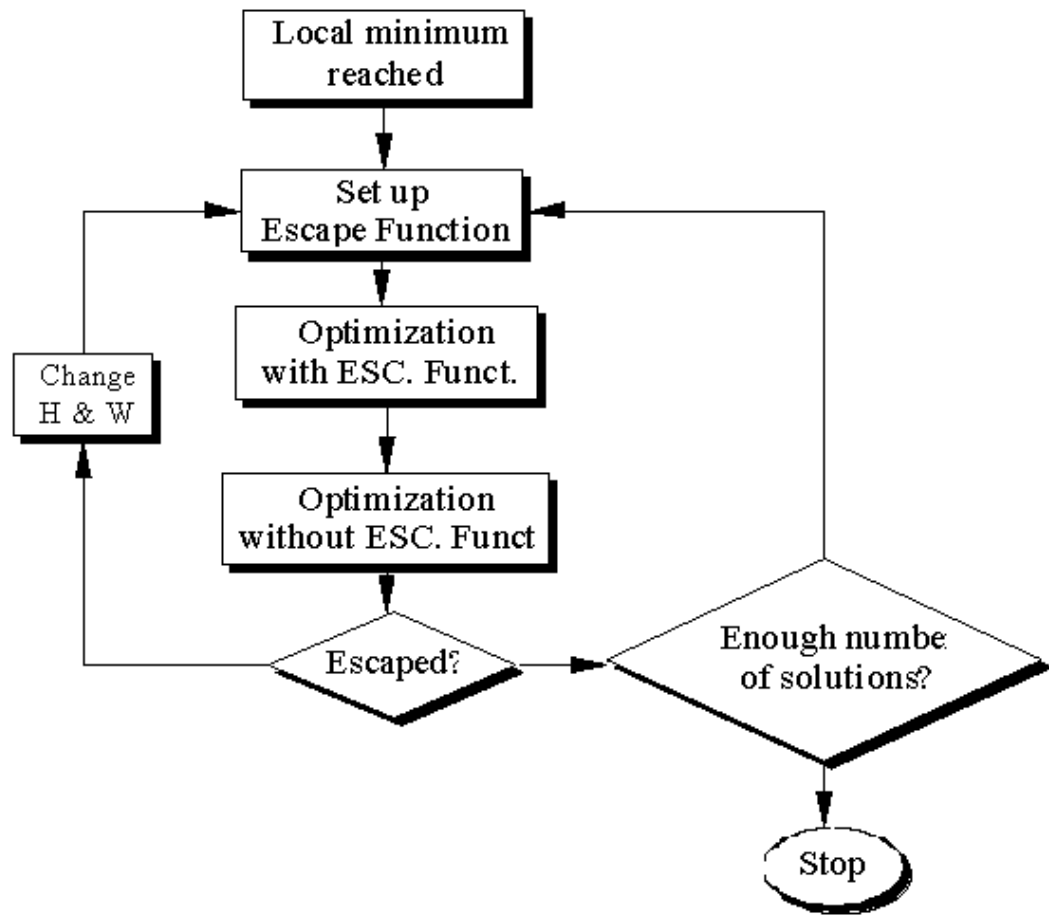 Local minimum
reached
Set up
Escape Function
Optimization
with ESC. Funct.
Change
H & W
Optimization
without ESC. Funct
Escaped?
Enough numbe
of solutions?
Stop